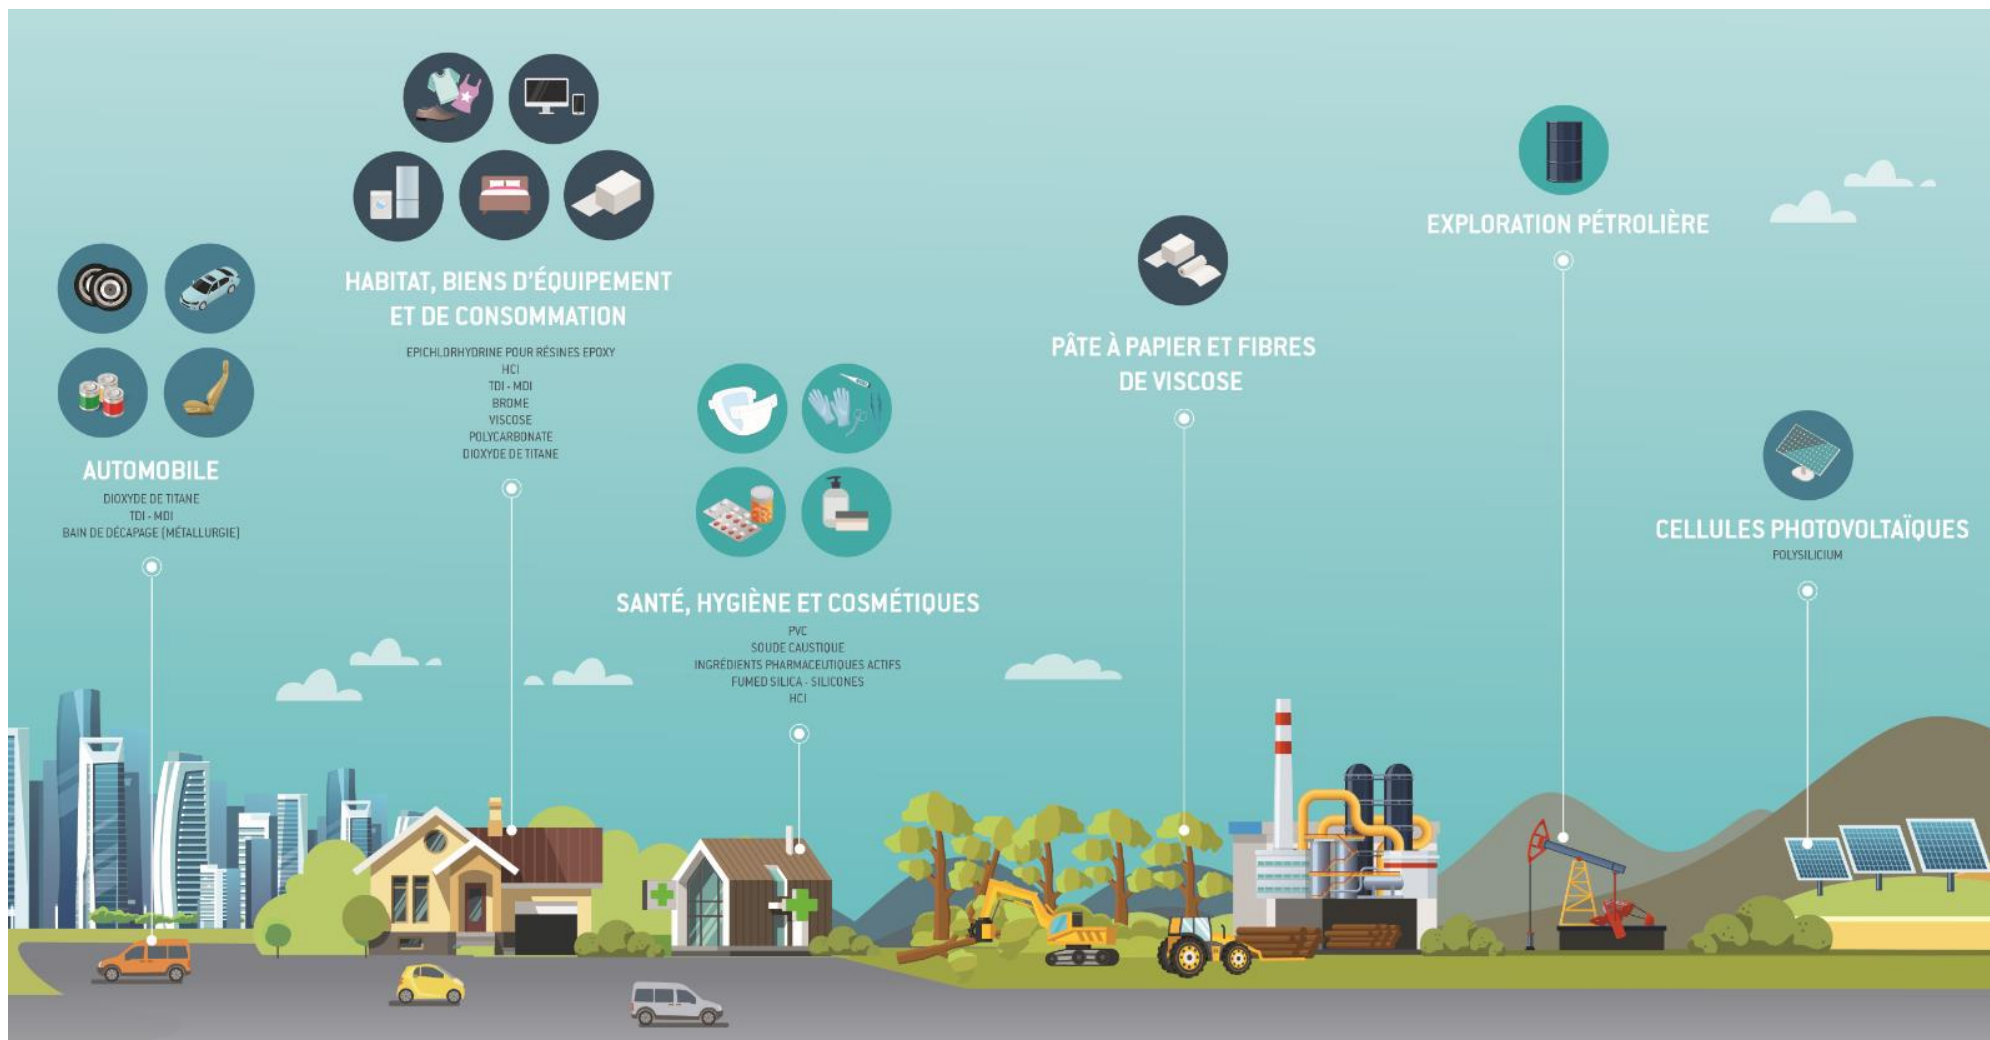 AUTOMOBILE
DIOXYDE DE TITANE
TDI - MDI
BAIN DE DÉCAPAGE (MÉTALLURGIE)
HABITAT, BIENS D'ÉQUIPEMENT
ET DE CONSOMMATION
EPICHLORHYDRINE POUR RÉSINES EPOXY
HCl
TDI - MDI
BROME
VISCOSE
POLYCARBONATE
DIOXYDE DE TITANE
SANTÉ, HYGIÈNE ET COSMÉTIQUES
PVC
SOUDE CAUSTIQUE
INGRÉDIENTS PHARMACEUTIQUES ACTIFS
FUMED SILICA - SILICONES
HCl
PÂTE À PAPIER ET FIBRES
DE VISCOSE
EXPLORATION PÉTROLIÈRE
CELLULES PHOTOVOLTAÏQUES
POLYSILICIUM